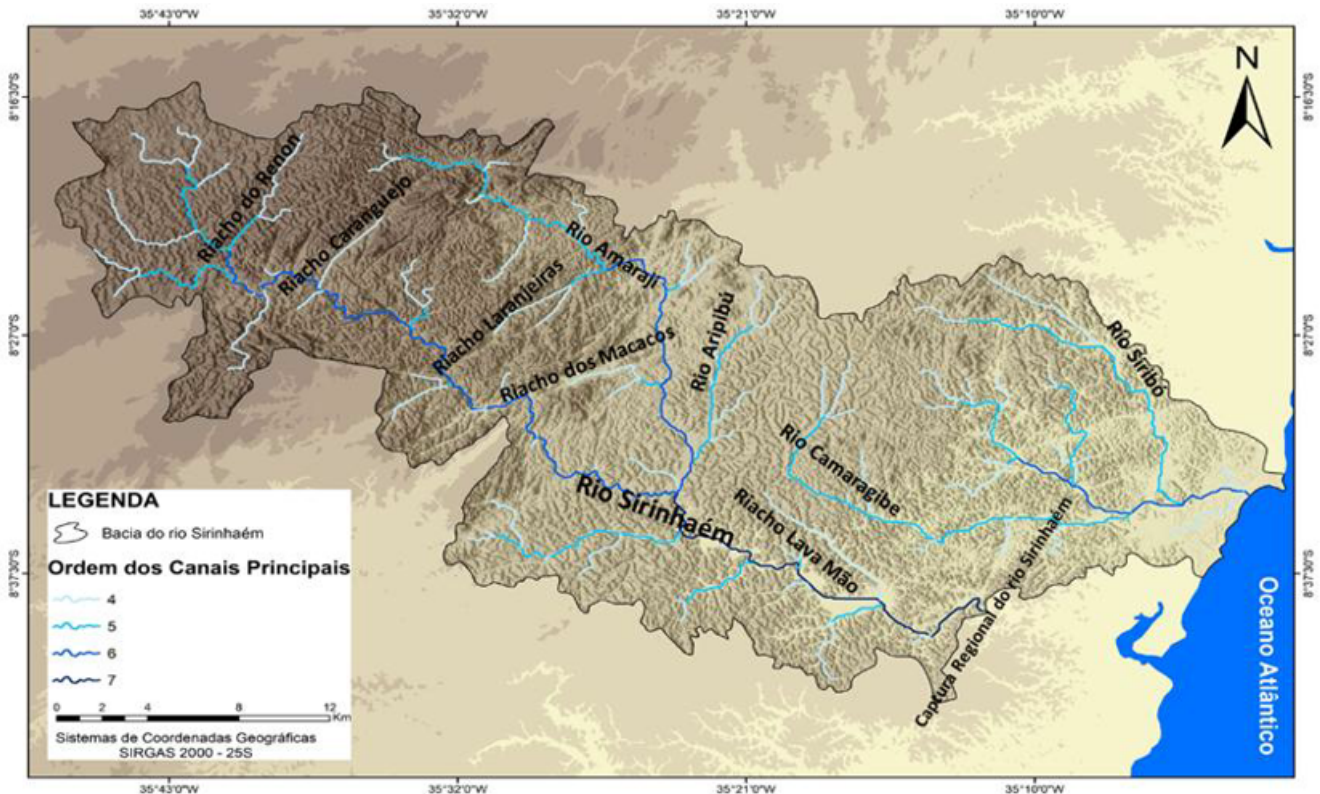 35°43'0"W
35°32'0"W
35°21'0"W
35°10'0"W
8°16'30"S
8°16'30"S
N
Riacho do Renon
Riacho Caranguejo
Rio Amaraji
Riacho Laranjeiras
Rio Aripibú
8°27'0"S
8°27'0"S
Riacho dos Macacos
Rio Siribó
Rio Camaragibe
Rio Sirinhaém
Riacho Lava Mão
Captura Regional do rio Sirinhaém
8°37'30"S
8°37'30"S
Oceano Atlântico
LEGENDA
Bacia do rio Sirinhaém
Ordem dos Canais Principais
4
5
6
7
0 2 4 8 12
Km
Sistemas de Coordenadas Geográficas
SIRGAS 2000 - 25S
35°43'0"W
35°32'0"W
35°21'0"W
35°10'0"W